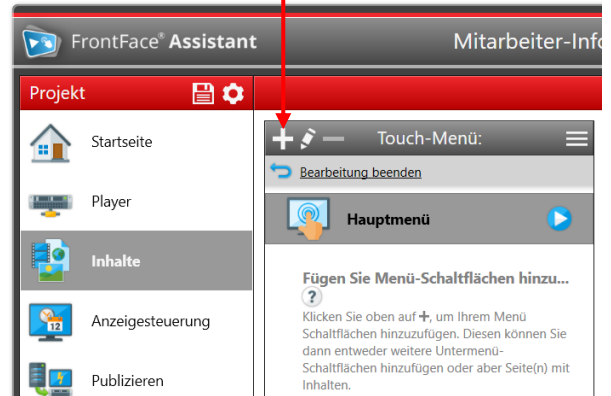 FrontFace® Assistant
Mitarbeiter-Info
Projekt
Startseite
Player
Inhalte
12
Anzeigesteuerung
Publizieren
Touch-Menü:
Bearbeitung beenden
Hauptmenü
Fügen Sie Menü-Schaltflächen hinzu...
?
Klicken Sie oben auf +, um Ihrem Menü
Schaltflächen hinzuzufügen. Diesen können Sie
dann entweder weitere Untermenü-
Schaltflächen hinzufügen oder aber Seite(n) mit
Inhalten.